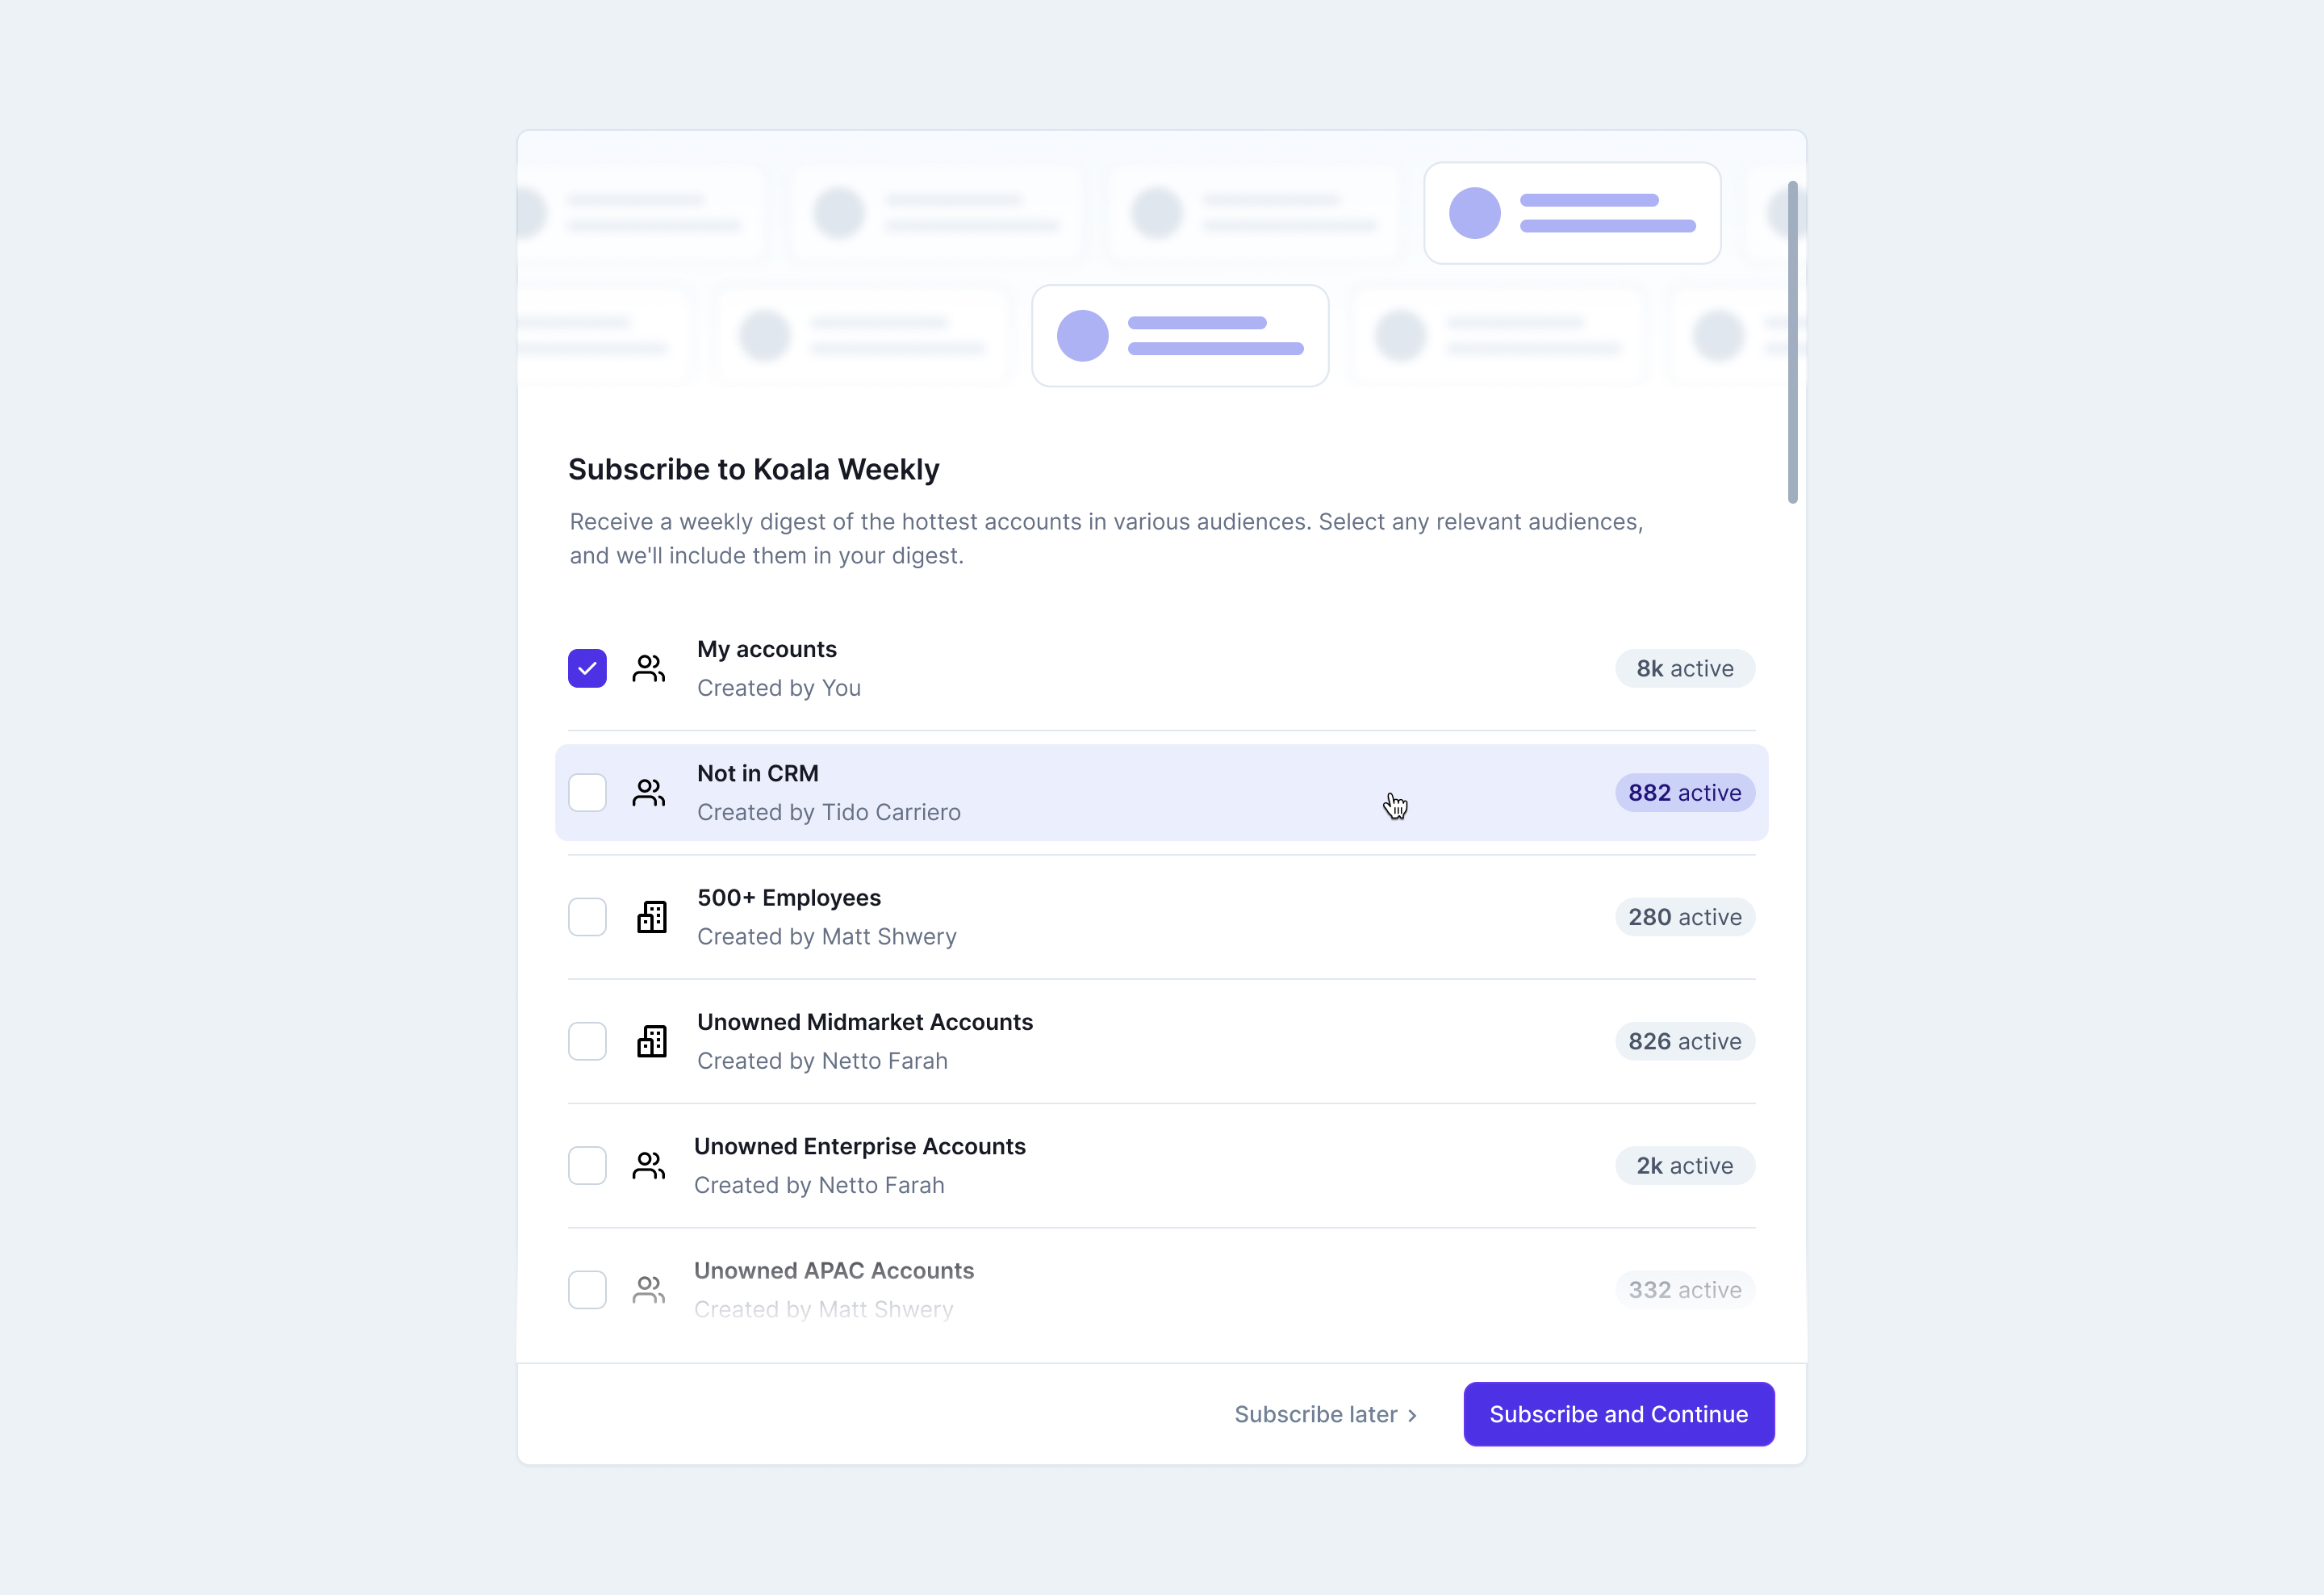 Subscribe to Koala Weekly
Receive a weekly digest of the hottest accounts in various audiences. Select any relevant audiences,
and we'll include them in your digest.
My accounts
Created by You
8k active
Not in CRM
Created by Tido Carriero
882 active
500+ Employees
Created by Matt Shwery
280 active
Unowned Midmarket Accounts
Created by Netto Farah
826 active
Unowned Enterprise Accounts
Created by Netto Farah
2k active
Unowned APAC Accounts
Created by Matt Shwery
332 active
Subscribe later
Subscribe and Continue